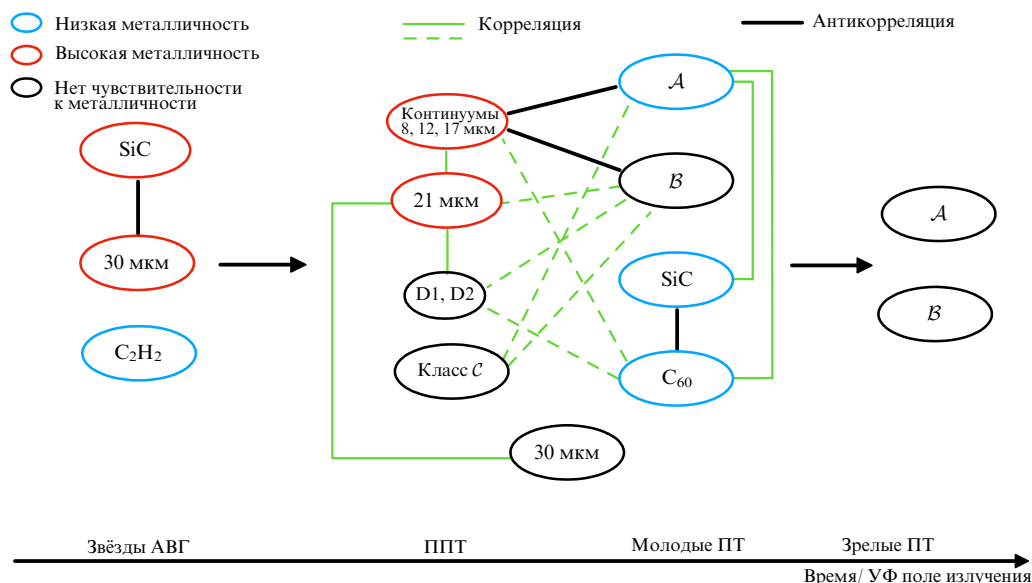 Низкая металличность
Высокая металличность
Нет чувствительности
к металличности
Корреляция
Антикорреляция
SiC
30 мкм
C₂H₂
Континуумы
8, 12, 17 мкм
21 мкм
D1, D2
Класс 𝒞
30 мкм
𝒜
ℬ
SiC
C₆₀
𝒜
ℬ
Звёзды АВГ
ППТ
Молодые ПТ
Зрелые ПТ
Время/ УФ поле излучения